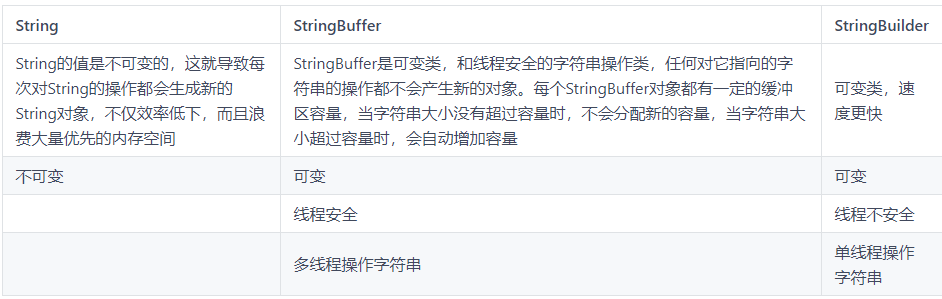 String
StringBuffer
StringBuilder
String的值是不可变的，这就导致每
次对String的操作都会生成新的
String对象，不仅效率低下，而且浪
费大量优先的内存空间
StringBuffer是可变类，和线程安全的字符串操作类，任何对它指向的字
符串的操作都不会产生新的对象。每个StringBuffer对象都有一定的缓冲
区容量，当字符串大小没有超过容量时，不会分配新的容量，当字符串大
小超过容量时，会自动增加容量
可变类，速
度更快
不可变
可变
可变
线程安全
线程不安全
多线程操作字符串
单线程操作
字符串